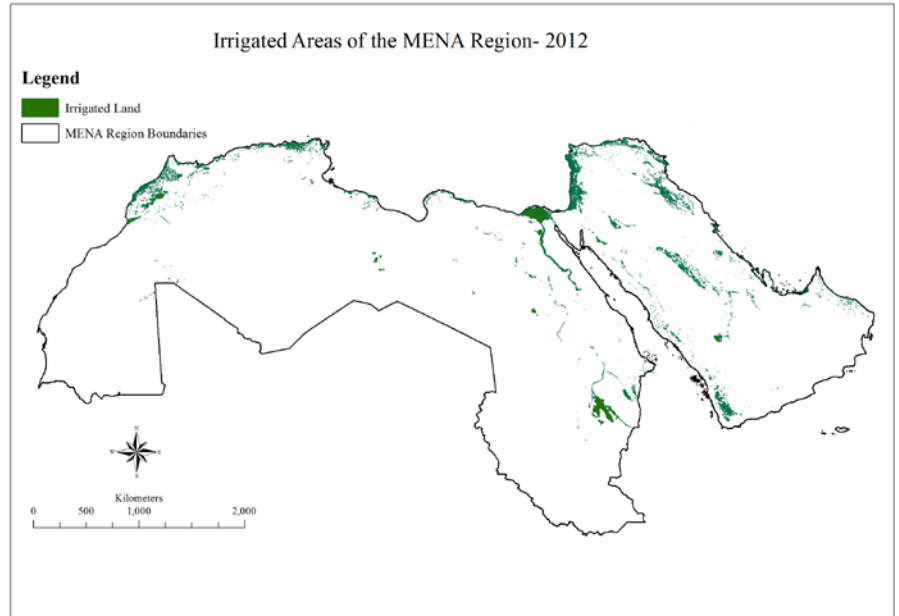 Irrigated Areas of the MENA Region- 2012
Legend
Irrigated Land
MENA Region Boundaries
N
W E
S
Kilometers
0 500 1,000 2,000